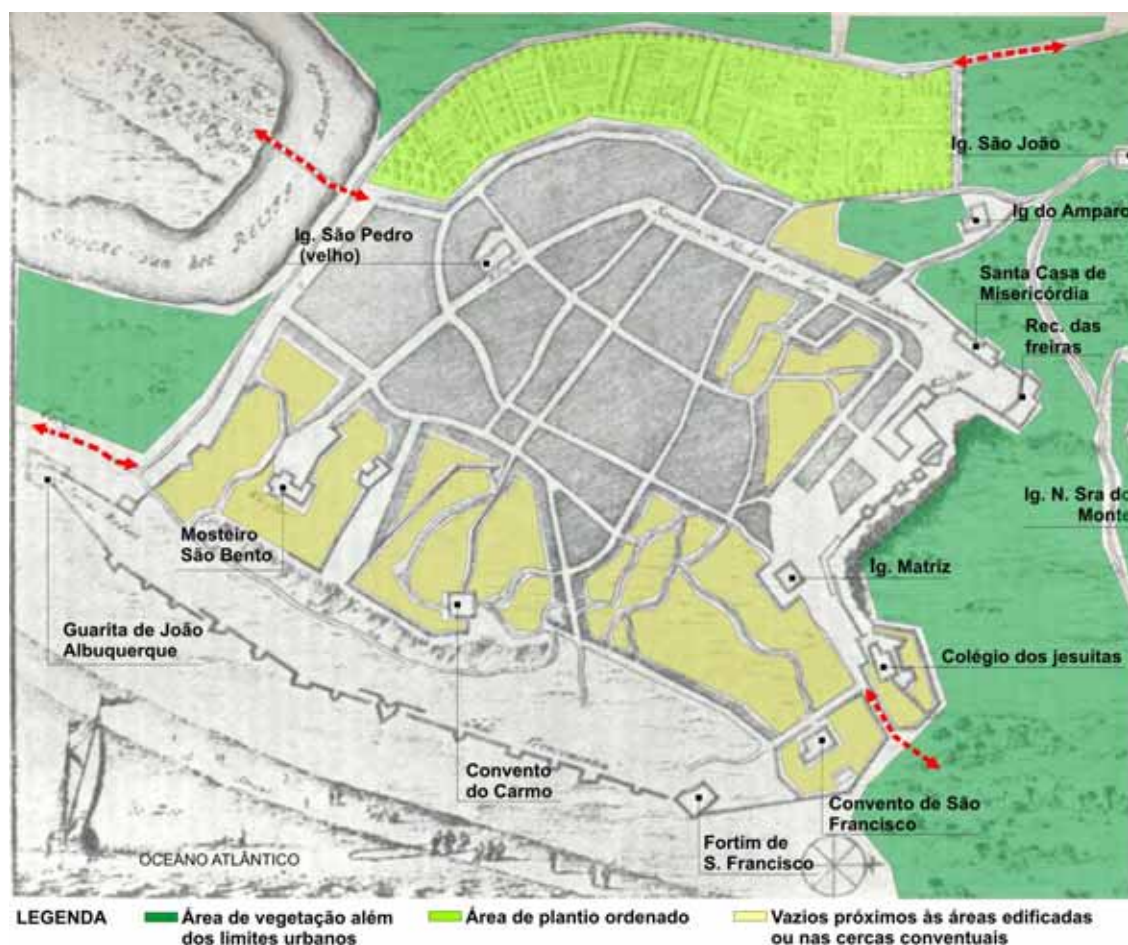 Ig. São João
Ig do Amparo
Ig. São Pedro
(velho)
Santa Casa de
Misericórdia
Rec. das
freiras
Ig. N. Sra do
Monte
Mosteiro
São Bento
Ig. Matriz
Guarita de João
Albuquerque
Colégio dos jesuitas
Convento
do Carmo
Convento de São
Francisco
Fortim de
S. Francisco
OCEANO ATLÂNTICO
LEGENDA
Área de vegetação além
dos limites urbanos
Área de plantio ordenado
Vazios próximos às áreas edificadas
ou nas cercas conventuais